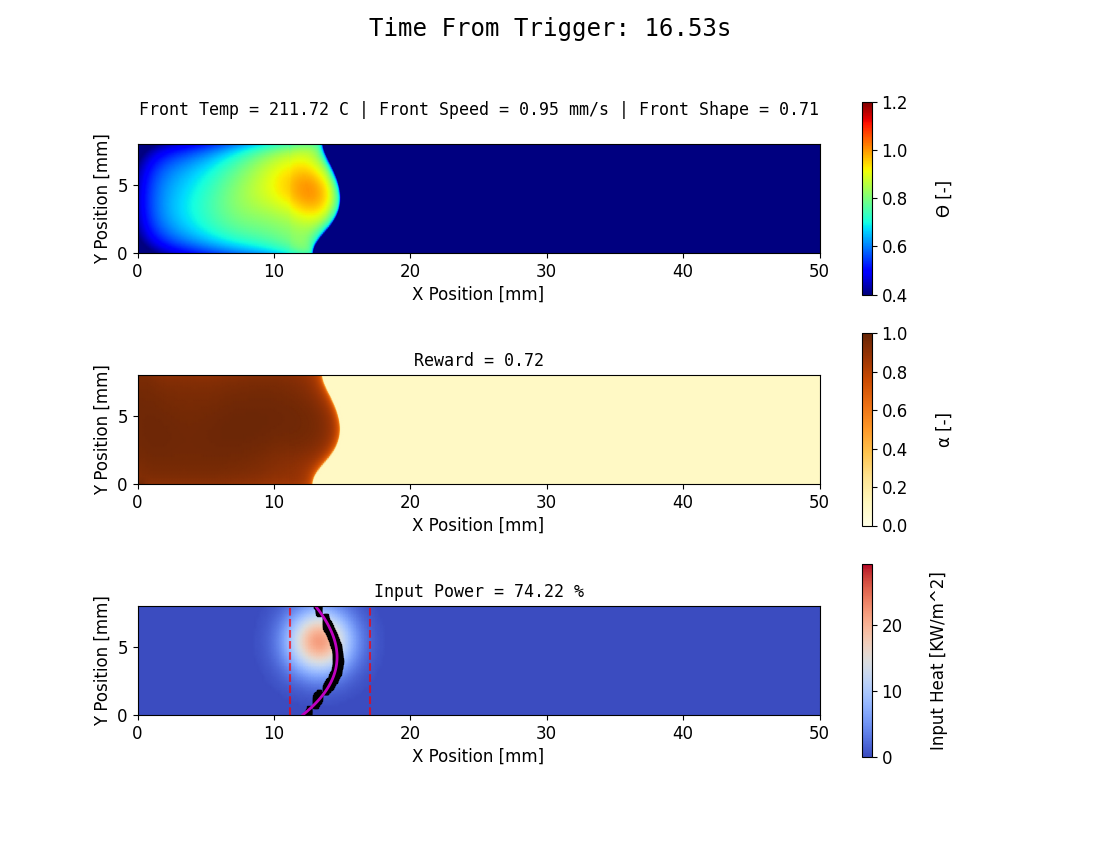 Time From Trigger: 16.53s
Front Temp = 211.72 C | Front Speed = 0.95 mm/s | Front Shape = 0.71
Y Position [mm]
5
0
0 10 20 30 40 50
X Position [mm]
1.2
1.0
0.8
0.6
0.4
Θ [-]
Reward = 0.72
Y Position [mm]
5
0
0 10 20 30 40 50
X Position [mm]
1.0
0.8
0.6
0.4
0.2
0.0
α [-]
Input Power = 74.22 %
Y Position [mm]
5
0
0 10 20 30 40 50
X Position [mm]
20
10
0
Input Heat [KW/m^2]